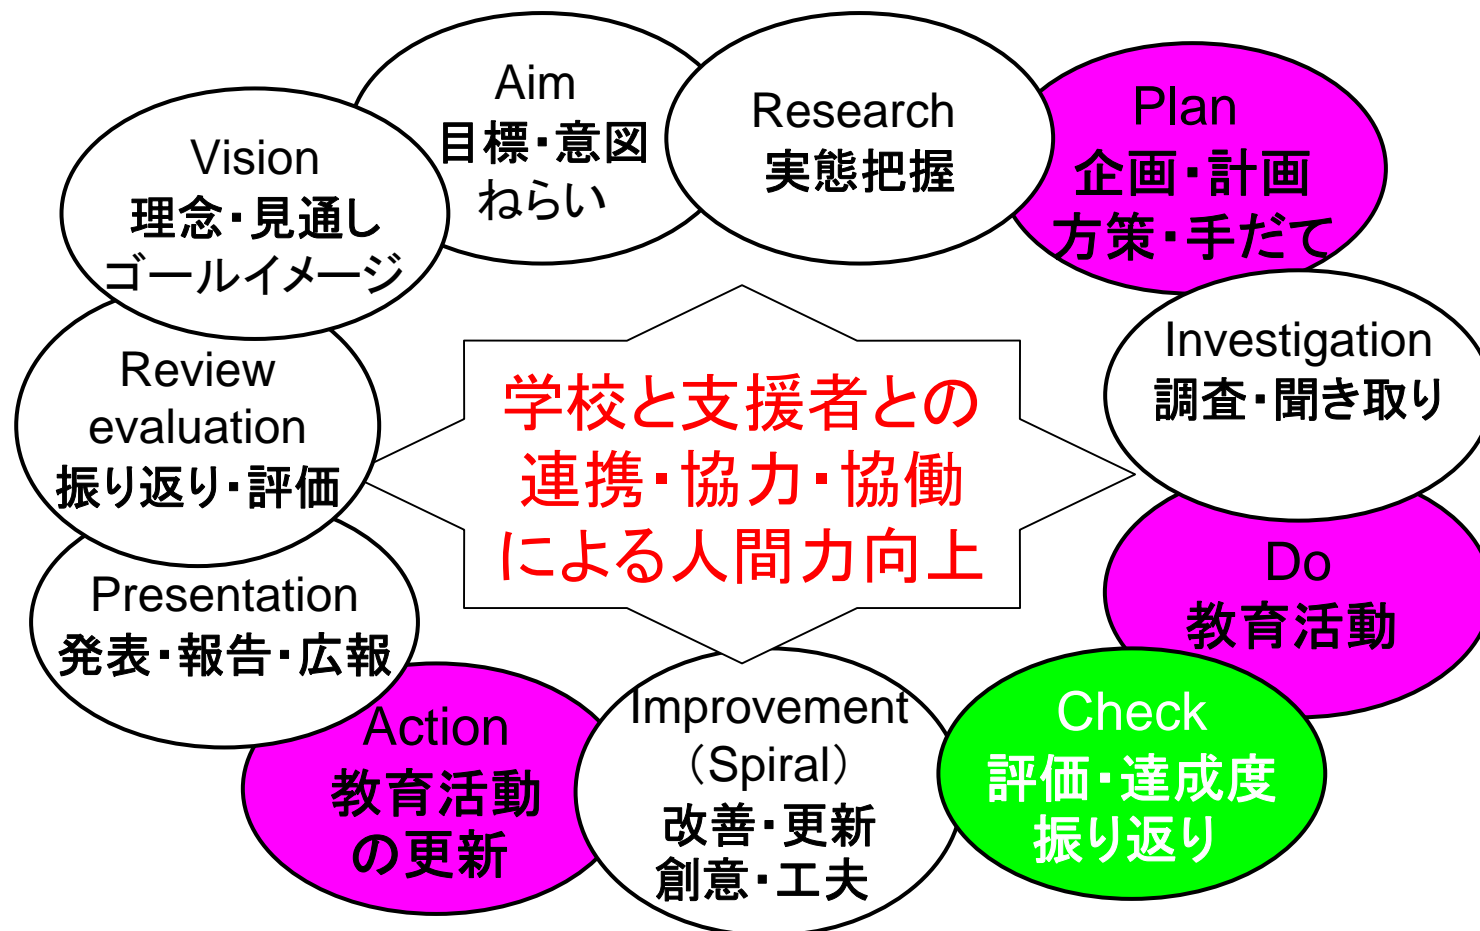 Vision
理念・見通し
ゴールイメージ
Aim
目標・意図
ねらい
Research
実態把握
Plan
企画・計画
方策・手だて
Investigation
調査・聞き取り
Do
教育活動
Check
評価・達成度
振り返り
Improvement
（Spiral）
改善・更新
創意・工夫
Action
教育活動
の更新
Presentation
発表・報告・広報
Review
evaluation
振り返り・評価
学校と支援者との
連携・協力・協働
による人間力向上